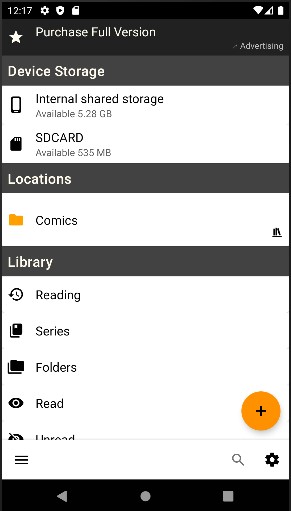 12:17
Purchase Full Version
Advertising
Device Storage
Internal shared storage
Available 5.28 GB
SDCARD
Available 535 MB
Locations
Comics
Library
Reading
Series
Folders
Read
Unread